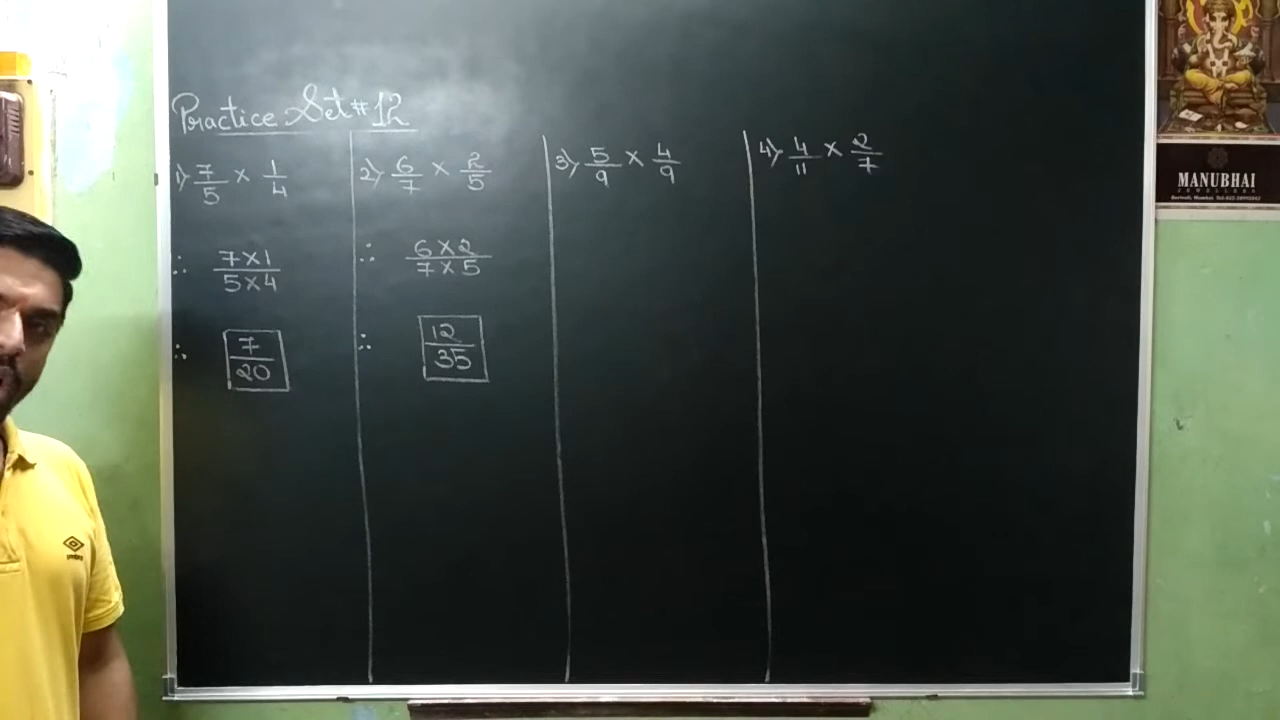 Practice Set # 12
1) 7/5 × 1/4
∴ 7×1/5×4
∴ 7/20
2) 6/7 × 2/5
∴ 6×2/7×5
∴ 12/35
3) 5/9 × 4/9
4) 4/11 × 2/7
MANUBHAI
JEWELLERS